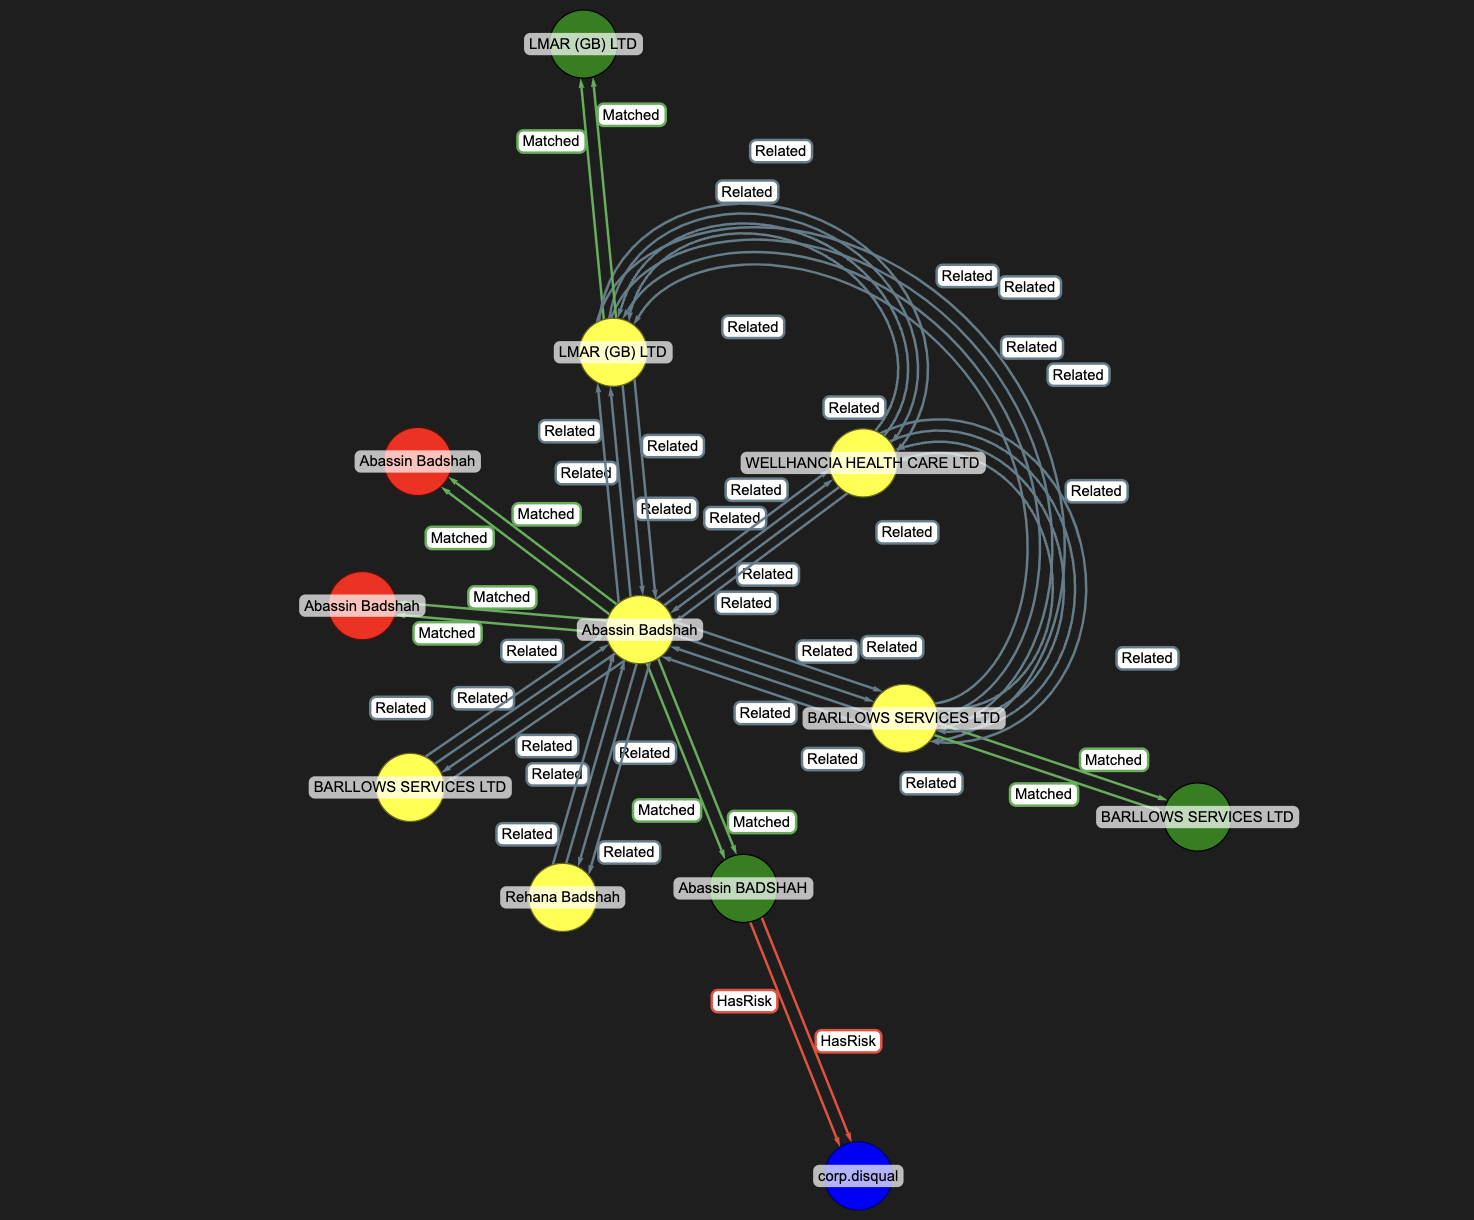 LMAR (GB) LTD
Matched
Matched
Related
Related
Related
Related
Related
LMAR (GB) LTD
Related
Related
Related
Related
Related
Abassin Badshah
WELLHANCIA HEALTH CARE LTD
Related
Related
Related
Related
Related
Matched
Related
Matched
Related
Related
Matched
Related
Abassin Badshah
Abassin Badshah
Matched
Related
Related
Related
Related
Related
Related
Related
BARLLOWS SERVICES LTD
Related
Related
Related
Matched
Related
Related
BARLLOWS SERVICES LTD
Related
Matched
Matched
BARLLOWS SERVICES LTD
Matched
Related
Related
Abassin BADSHAH
Rehana Badshah
HasRisk
HasRisk
corp.disqual